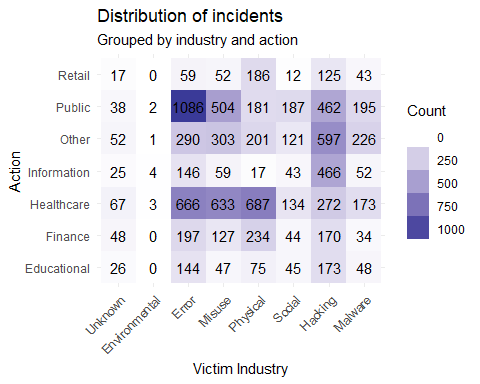 Distribution of incidents
Grouped by industry and action
Action
Retail 17 0 59 52 186 12 125 43
Public 38 2 1086 504 181 187 462 195
Other 52 1 290 303 201 121 597 226
Information 25 4 146 59 17 43 466 52
Healthcare 67 3 666 633 687 134 272 173
Finance 48 0 197 127 234 44 170 34
Educational 26 0 144 47 75 45 173 48
Unknown Environmental Error Misuse Physical Social Hacking Malware
Victim Industry
Count
0
250
500
750
1000